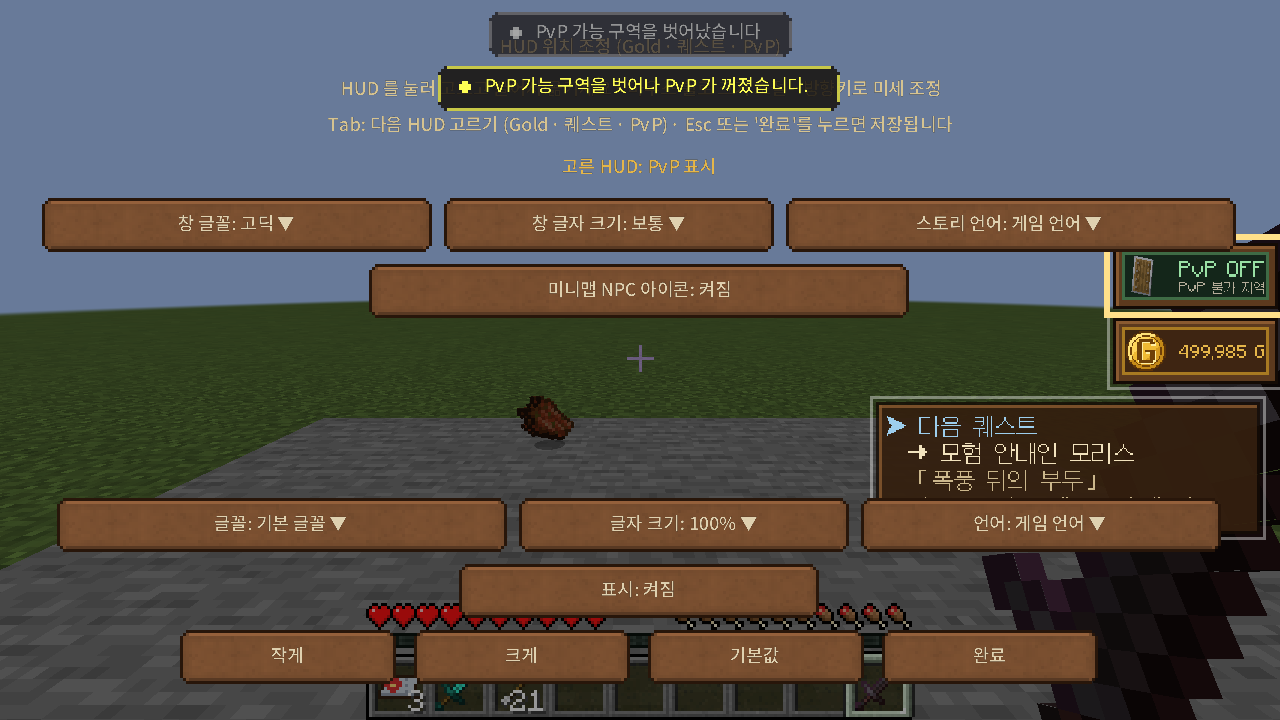 PvP 가능 구역을 벗어났습니다
HUD 위치 조정 (Gold · 퀘스트 · PvP)
PvP 가능 구역을 벗어나 PvP 가 꺼졌습니다.
HUD 를 눌러 키로 미세 조정
Tab: 다음 HUD 고르기 (Gold · 퀘스트 · PvP) · Esc 또는 '완료'를 누르면 저장됩니다
고른 HUD: PvP 표시
창 글꼴: 고딕 ▼
창 글자 크기: 보통 ▼
스토리 언어: 게임 언어 ▼
미니맵 NPC 아이콘: 켜짐
PvP OFF
PvP 불가 지역
499,985 G
➤ 다음 퀘스트
→ 모험 안내인 모리스
「폭풍 뒤의 부두」
글꼴: 기본 글꼴 ▼
글자 크기: 100% ▼
언어: 게임 언어 ▼
표시: 켜짐
작게
크게
기본값
완료
3
21